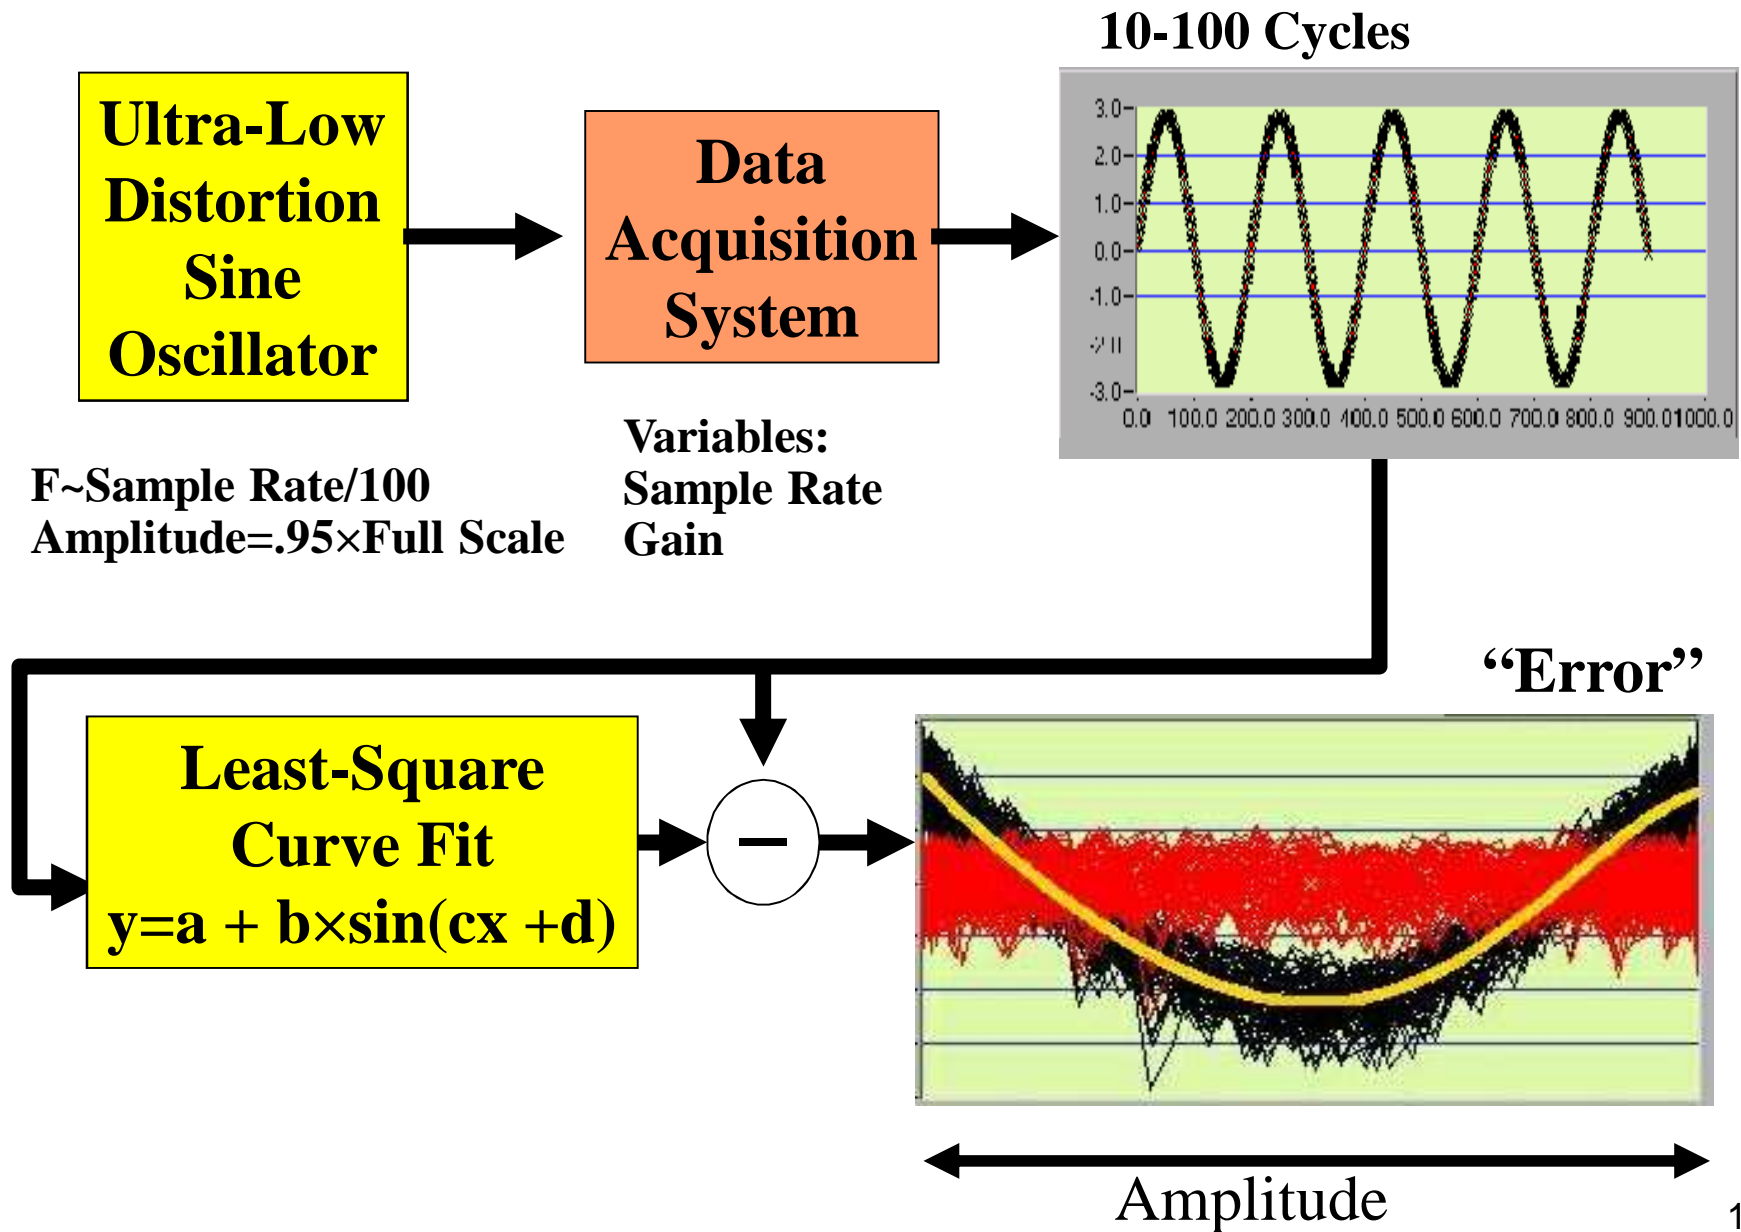 10-100 Cycles
Ultra-Low
Distortion
Sine
Oscillator
Data
Acquisition
System
3.0
2.0
1.0
0.0
-1.0
-3.0
0.0 100.0 200.0 300.0 400.0 500.0 600.0 700.0 800.0 900.01000.0
F~Sample Rate/100
Amplitude=.95×Full Scale
Variables:
Sample Rate
Gain
“Error”
Least-Square
Curve Fit
y=a + b×sin(cx +d)
−
Amplitude
1